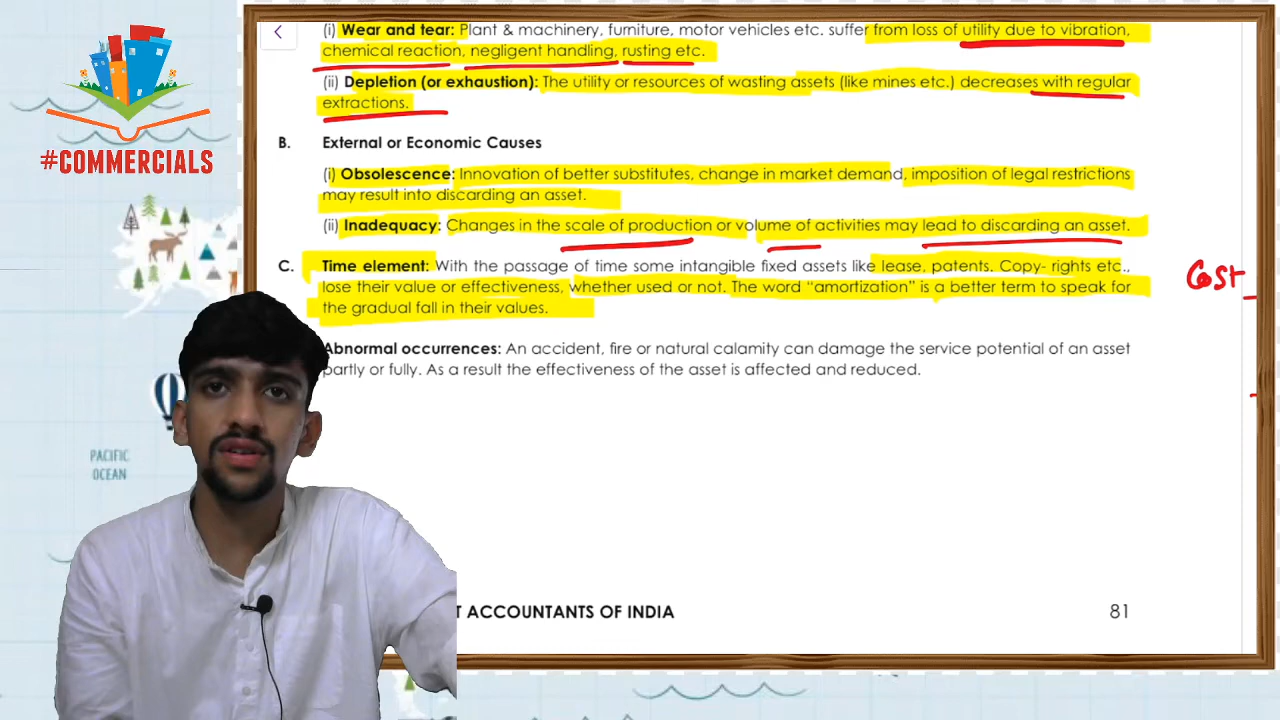 (i) Wear and tear: Plant & machinery, furniture, motor vehicles etc. suffer from loss of utility due to vibration,
chemical reaction, negligent handling, rusting etc.
(ii) Depletion (or exhaustion): The utility or resources of wasting assets (like mines etc.) decreases with regular
extractions.
B. External or Economic Causes
(i) Obsolescence: Innovation of better substitutes, change in market demand, imposition of legal restrictions
may result into discarding an asset.
(ii) Inadequacy: Changes in the scale of production or volume of activities may lead to discarding an asset.
C. Time element: With the passage of time some intangible fixed assets like lease, patents. Copy- rights etc.,
lose their value or effectiveness, whether used or not. The word “amortization” is a better term to speak for
the gradual fall in their values.
Abnormal occurrences: An accident, fire or natural calamity can damage the service potential of an asset
partly or fully. As a result the effectiveness of the asset is affected and reduced.
T ACCOUNTANTS OF INDIA 81
Cost
#COMMERCIALS
PACIFIC
OCEAN